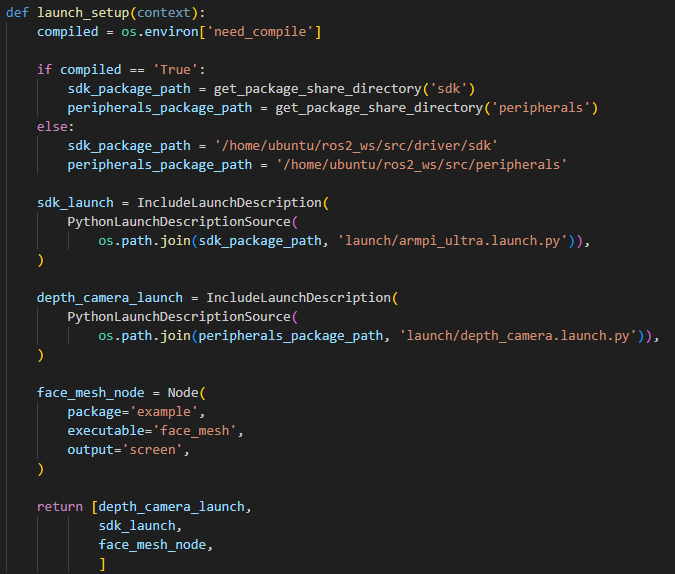 def launch_setup(context):
    compiled = os.environ['need_compile']

    if compiled == 'True':
        sdk_package_path = get_package_share_directory('sdk')
        peripherals_package_path = get_package_share_directory('peripherals')
    else:
        sdk_package_path = '/home/ubuntu/ros2_ws/src/driver/sdk'
        peripherals_package_path = '/home/ubuntu/ros2_ws/src/peripherals'

    sdk_launch = IncludeLaunchDescription(
        PythonLaunchDescriptionSource(
            os.path.join(sdk_package_path, 'launch/armpi_ultra.launch.py')),
    )

    depth_camera_launch = IncludeLaunchDescription(
        PythonLaunchDescriptionSource(
            os.path.join(peripherals_package_path, 'launch/depth_camera.launch.py')),
    )

    face_mesh_node = Node(
        package='example',
        executable='face_mesh',
        output='screen',
    )

    return [depth_camera_launch,
            sdk_launch,
            face_mesh_node,
            ]